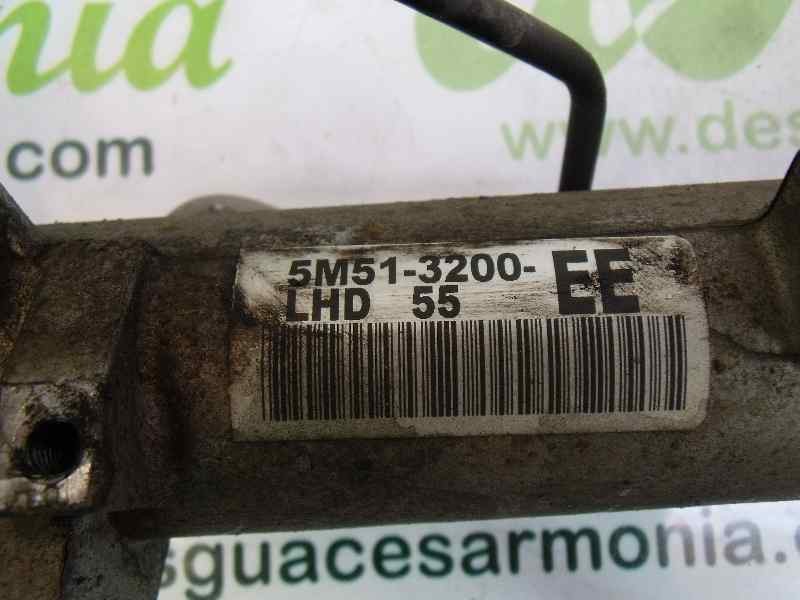 nia
.com
www.des
5M51-3200-
EE
LHD 55
sguacesarmonia.